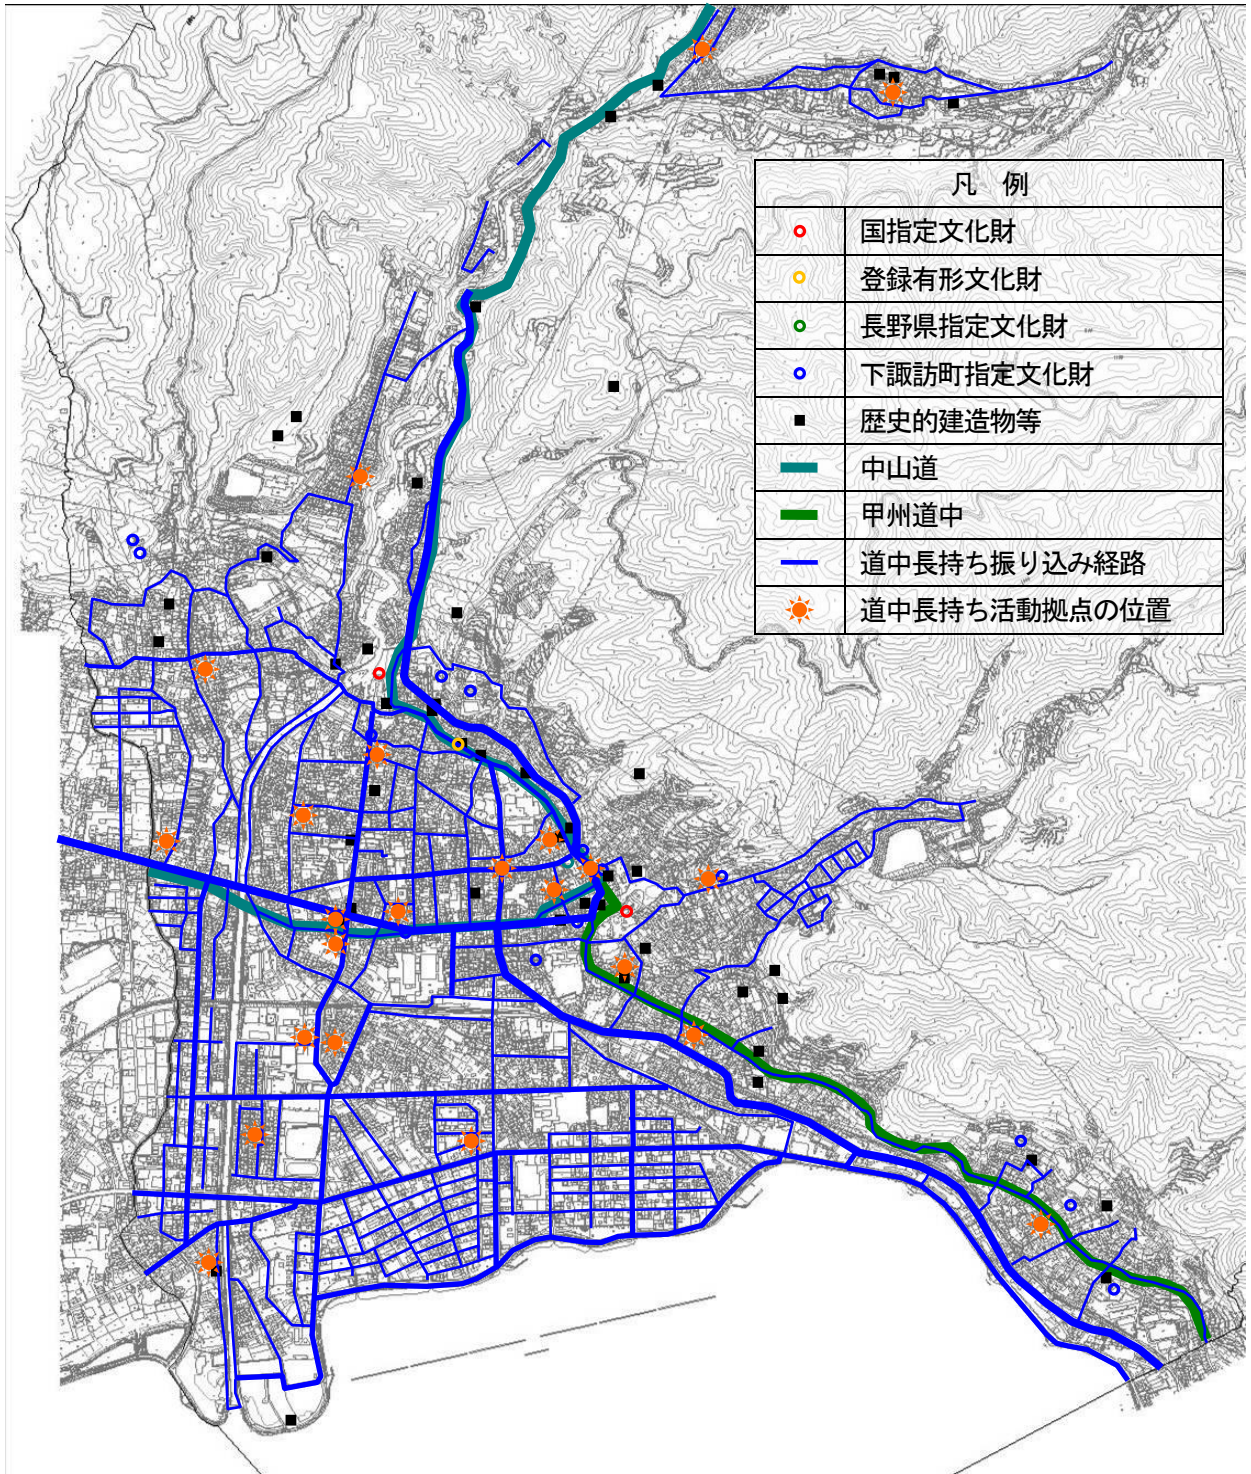 凡 例
国指定文化財
登録有形文化財
長野県指定文化財
下諏訪町指定文化財
歴史的建造物等
中山道
甲州道中
道中長持ち振り込み経路
道中長持ち活動拠点の位置